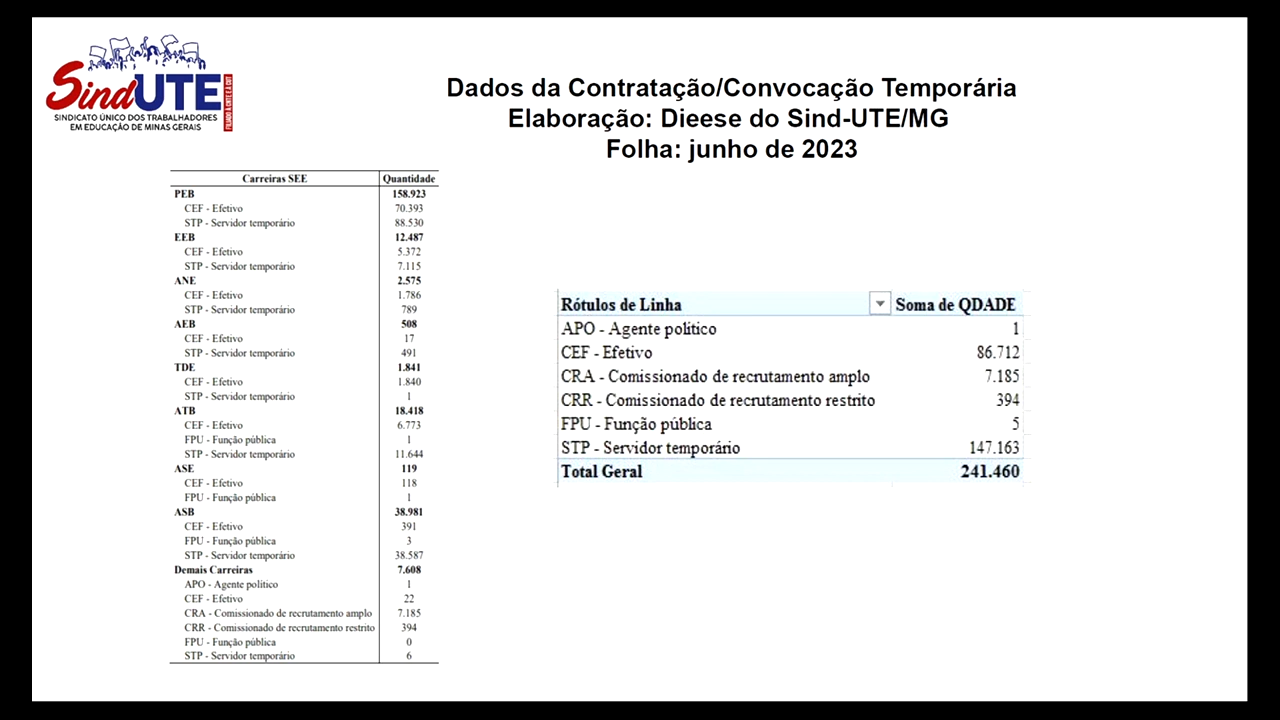 SindUTE
SINDICATO ÚNICO DOS TRABALHADORES
EM EDUCAÇÃO DE MINAS GERAIS
FILIADO À CNTE E À CUT
Dados da Contratação/Convocação Temporária
Elaboração: Dieese do Sind-UTE/MG
Folha: junho de 2023
Carreiras SEE Quantidade
PEB 158.923
CEF - Efetivo 70.393
STP - Servidor temporário 88.530
EEB 12.487
CEF - Efetivo 5.372
STP - Servidor temporário 7.115
ANE 2.575
CEF - Efetivo 1.786
STP - Servidor temporário 789
AEB 508
CEF - Efetivo 17
STP - Servidor temporário 491
TDE 1.841
CEF - Efetivo 1.840
STP - Servidor temporário 1
ATB 18.418
CEF - Efetivo 6.773
FPU - Função pública 1
STP - Servidor temporário 11.644
ASE 119
CEF - Efetivo 118
FPU - Função pública 1
ASB 38.981
CEF - Efetivo 391
FPU - Função pública 3
STP - Servidor temporário 38.587
Demais Carreiras 7.608
APO - Agente político 1
CEF - Efetivo 22
CRA - Comissionado de recrutamento amplo 7.185
CRR - Comissionado de recrutamento restrito 394
FPU - Função pública 0
STP - Servidor temporário 6
Rótulos de Linha Soma de QDADE
APO - Agente político 1
CEF - Efetivo 86.712
CRA - Comissionado de recrutamento amplo 7.185
CRR - Comissionado de recrutamento restrito 394
FPU - Função pública 5
STP - Servidor temporário 147.163
Total Geral 241.460